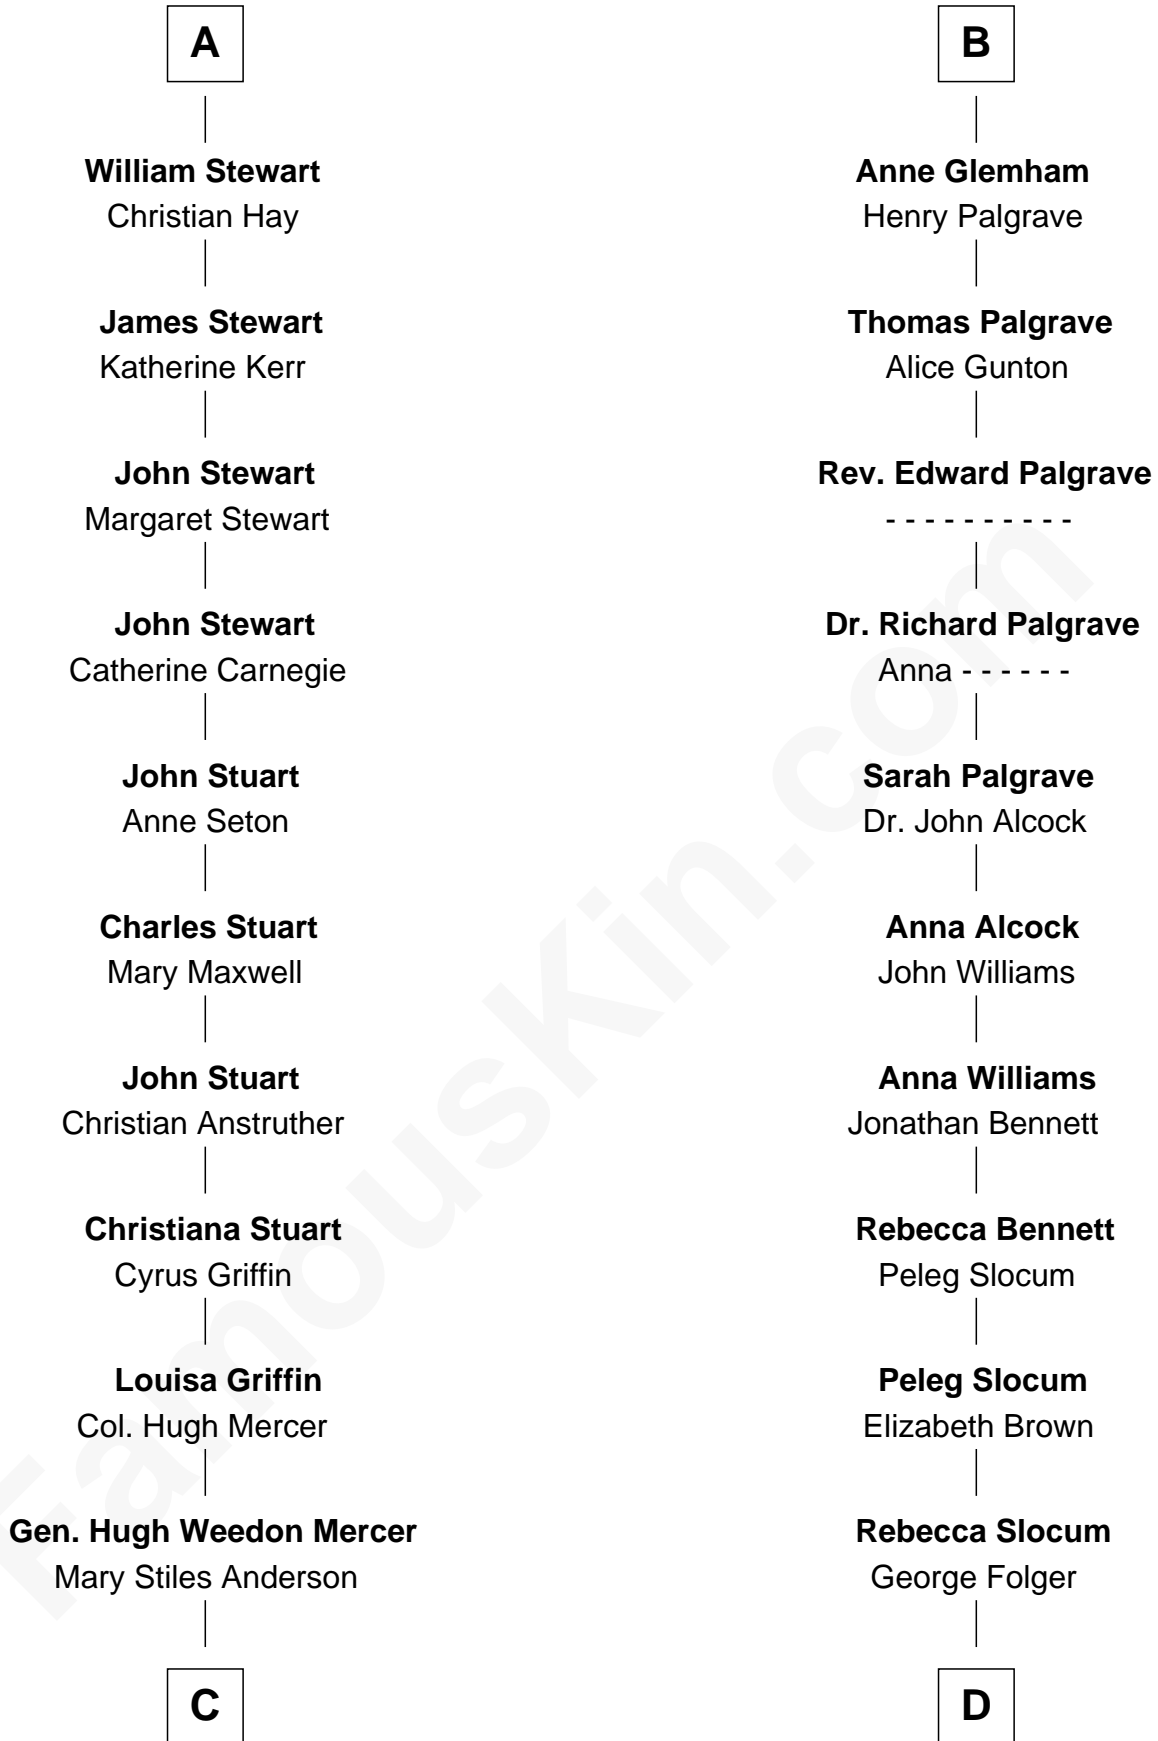 A
William Stewart
Christian Hay
James Stewart
Katherine Kerr
John Stewart
Margaret Stewart
John Stewart
Catherine Carnegie
John Stuart
Anne Seton
Charles Stuart
Mary Maxwell
John Stuart
Christian Anstruther
Christiana Stuart
Cyrus Griffin
Louisa Griffin
Col. Hugh Mercer
Gen. Hugh Weedon Mercer
Mary Stiles Anderson
C
B
Anne Glemham
Henry Palgrave
Thomas Palgrave
Alice Gunton
Rev. Edward Palgrave
- - - - - - - - - -
Dr. Richard Palgrave
Anna - - - - - -
Sarah Palgrave
Dr. John Alcock
Anna Alcock
John Williams
Anna Williams
Jonathan Bennett
Rebecca Bennett
Peleg Slocum
Peleg Slocum
Elizabeth Brown
Rebecca Slocum
George Folger
D
FamousKin.com